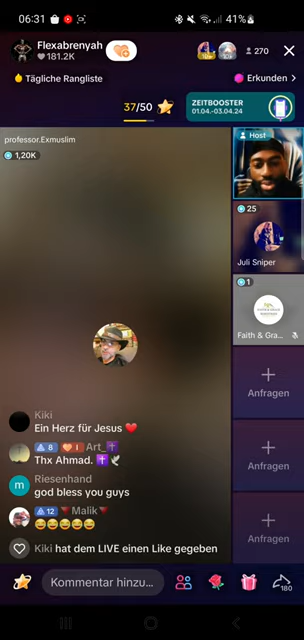 06:31
41%
Flexabrenyah
181.2K
270
Tägliche Rangliste
Erkunden >
37/50
ZEITBOOSTER
01.04.-03.04.24
professor.Exmuslim
1,20K
Host
25
Juli Sniper
1
Faith & Gra...
Anfragen
Anfragen
Anfragen
Kiki
Ein Herz für Jesus ❤️
8 1 Art_✝️
Thx Ahmad. ✝️🕊
m
Riesenhand
god bless you guys
12 Malik
😂😂😂😂😂
Kiki hat dem LIVE einen Like gegeben
Kommentar hinzu...
180